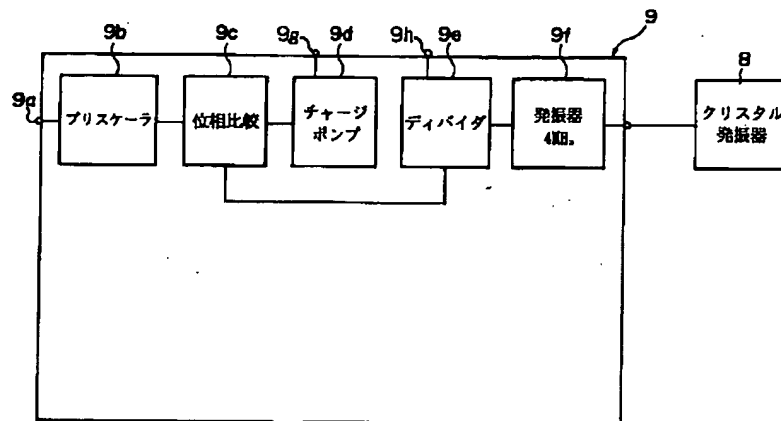 9b
9c
9g
9d
9h
9e
9f
9
8
9a
プリスケーラ
位相比較
チャージ
ポンプ
ディバイダ
発振器
4MHz
クリスタル
発振器